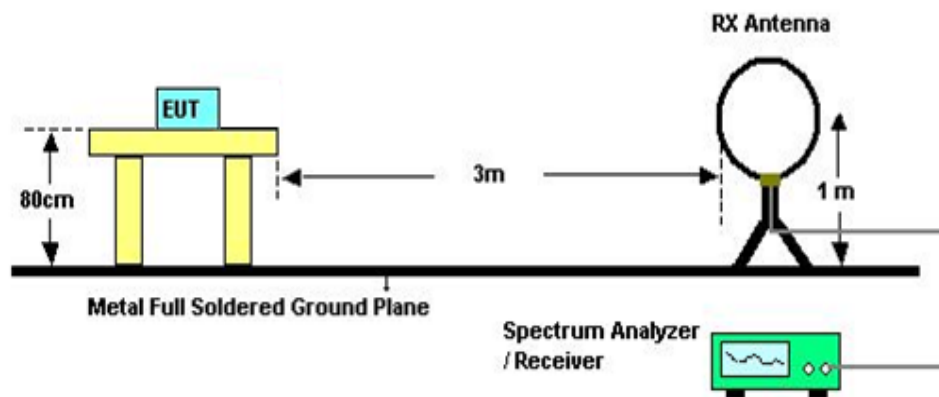 RX Antenna
EUT
80cm
3m
1 m
Metal Full Soldered Ground Plane
Spectrum Analyzer
/ Receiver